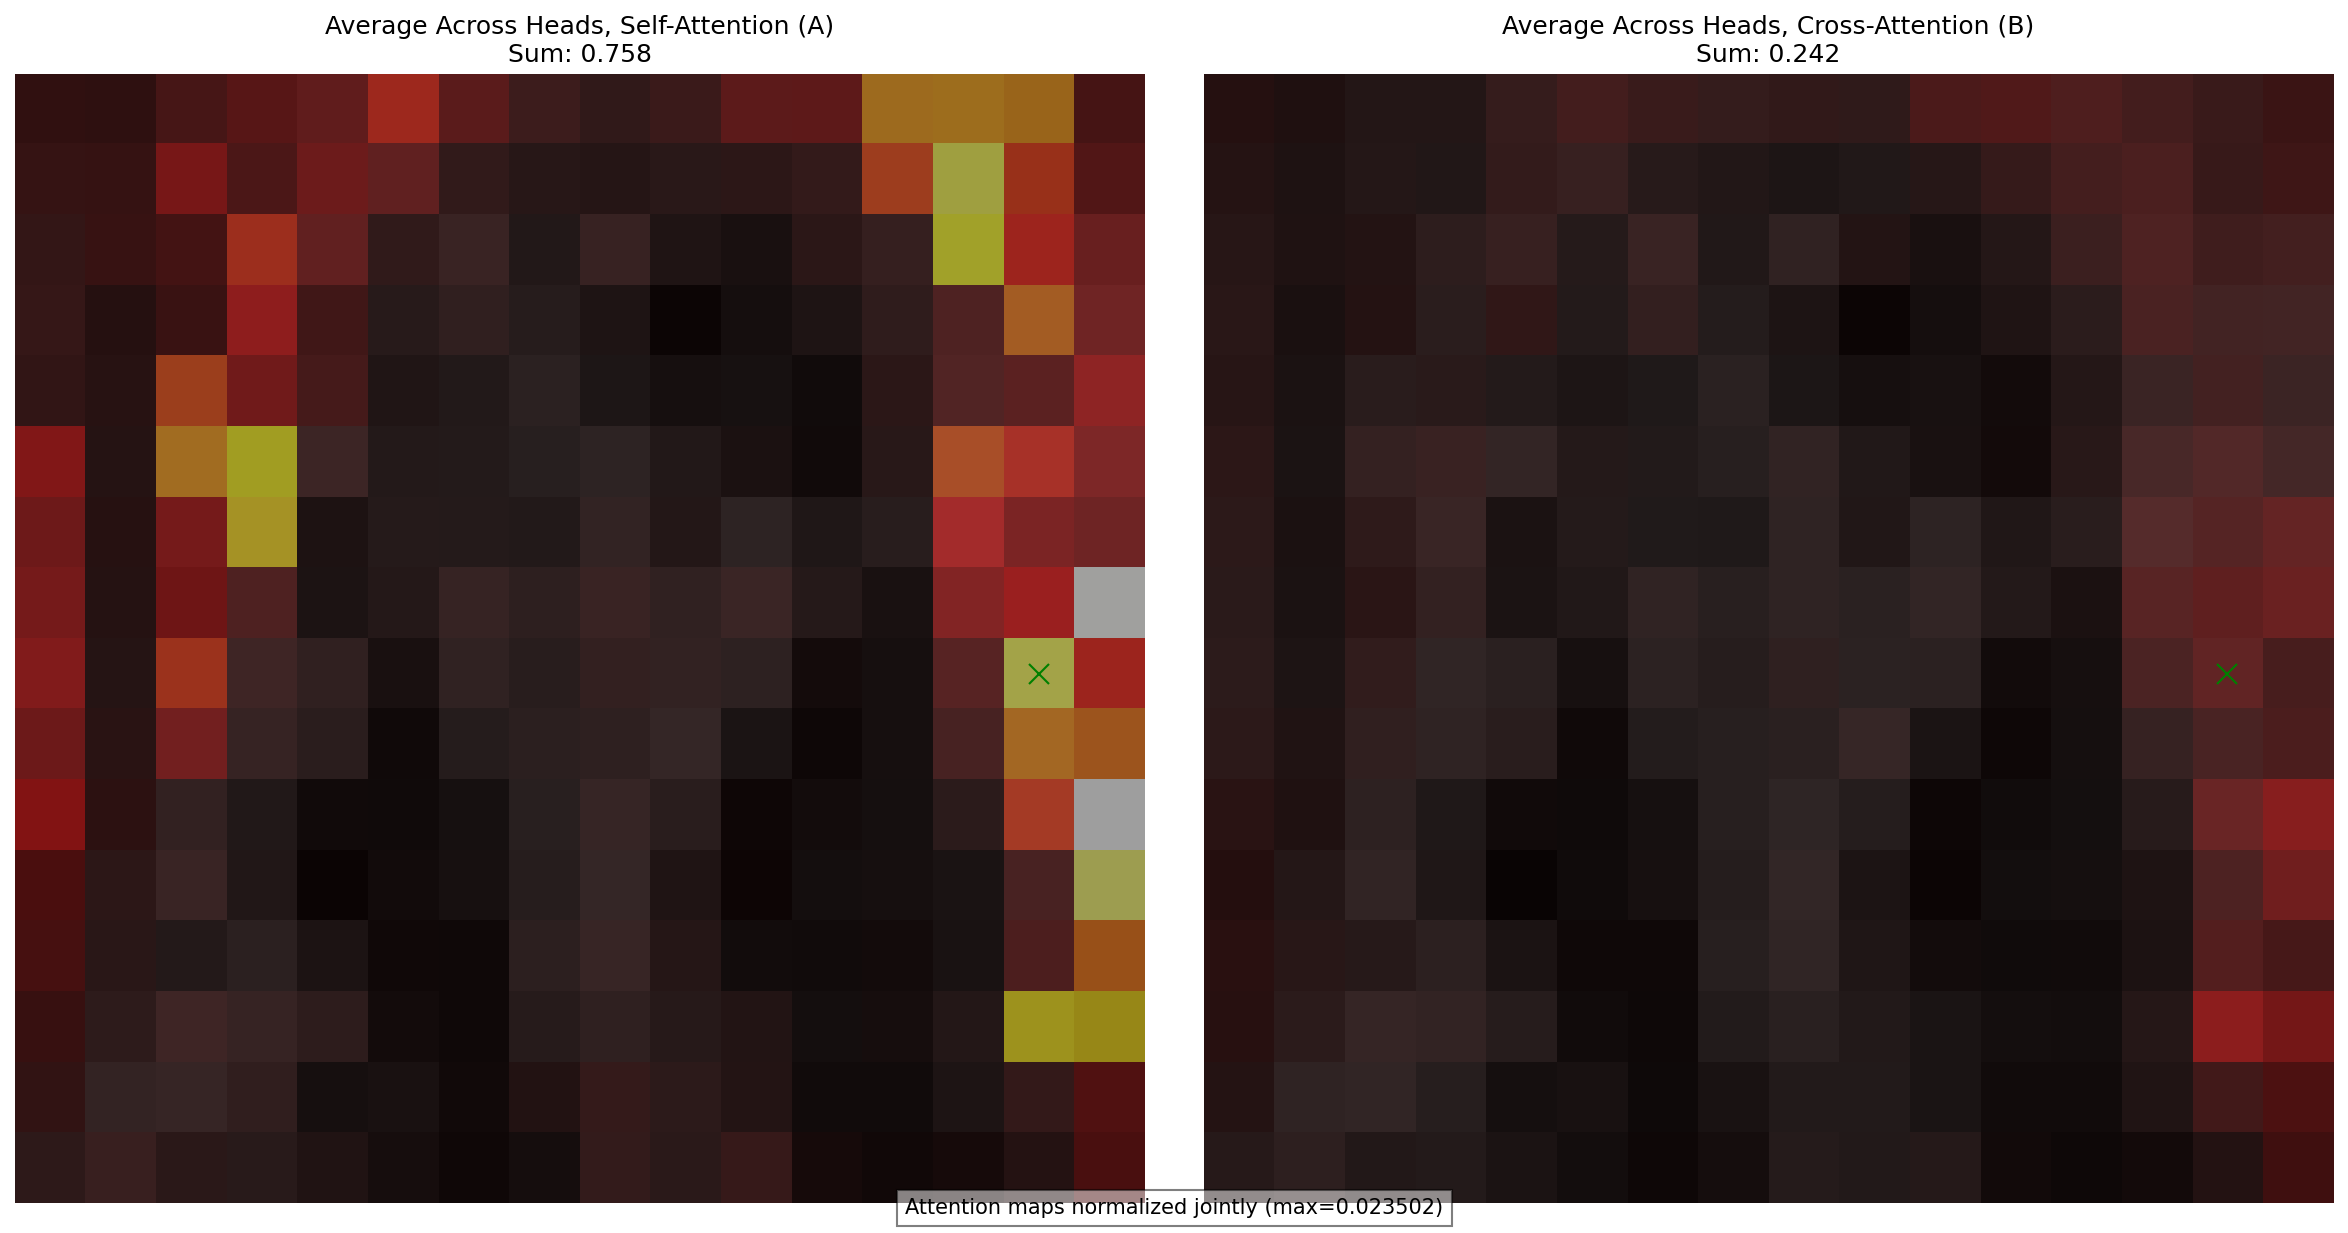 Average Across Heads, Self-Attention (A)
Sum: 0.758
Average Across Heads, Cross-Attention (B)
Sum: 0.242
Attention maps normalized jointly (max=0.023502)